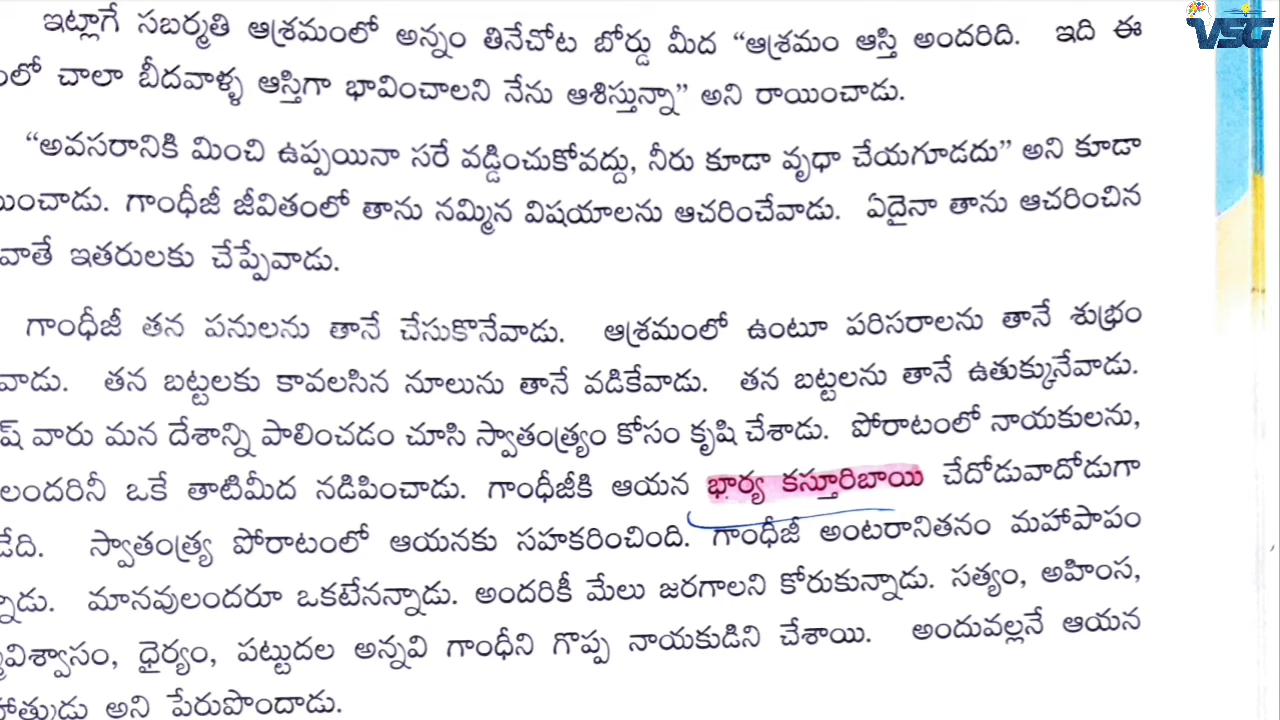 ఇట్లాగే సబర్మతి ఆశ్రమంలో అన్నం తినేచోట బోర్డు మీద “ఆశ్రమం ఆస్తి అందరిది. ఇది ఈ
చాలా బీదవాళ్ళ ఆస్తిగా భావించాలని నేను ఆశిస్తున్నా” అని రాయించాడు.
“అవసరానికి మించి ఉప్పయినా సరే వడ్డించుకోవద్దు, నీరు కూడా వృధా చేయగూడదు” అని కూడా
గాంధీజీ జీవితంలో తాను నమ్మిన విషయాలను ఆచరించేవాడు. ఏదైనా తాను ఆచరించిన
ఇతరులకు చేప్పేవాడు.
గాంధీజీ తన పనులను తానే చేసుకొనేవాడు. ఆశ్రమంలో ఉంటూ పరిసరాలను తానే శుభ్రం
తన బట్టలకు కావలసిన నూలును తానే వడికేవాడు. తన బట్టలను తానే ఉతుక్కునేవాడు.
వారు మన దేశాన్ని పాలించడం చూసి స్వాతంత్ర్యం కోసం కృషి చేశాడు. పోరాటంలో నాయకులను,
ఒకే తాటిమీద నడిపించాడు. గాంధీజీకి ఆయన భార్య కస్తూరిబాయి చేదోడువాదోడుగా
స్వాతంత్ర్య పోరాటంలో ఆయనకు సహకరించింది. గాంధీజీ అంటరానితనం మహాపాపం
మానవులందరూ ఒకటేనన్నాడు. అందరికీ మేలు జరగాలని కోరుకున్నాడు. సత్యం, అహింస,
ధైర్యం, పట్టుదల అన్నవి గాంధీని గొప్ప నాయకుడిని చేశాయి. అందువల్లనే ఆయన
అని పేరుపొందాడు.
VSG